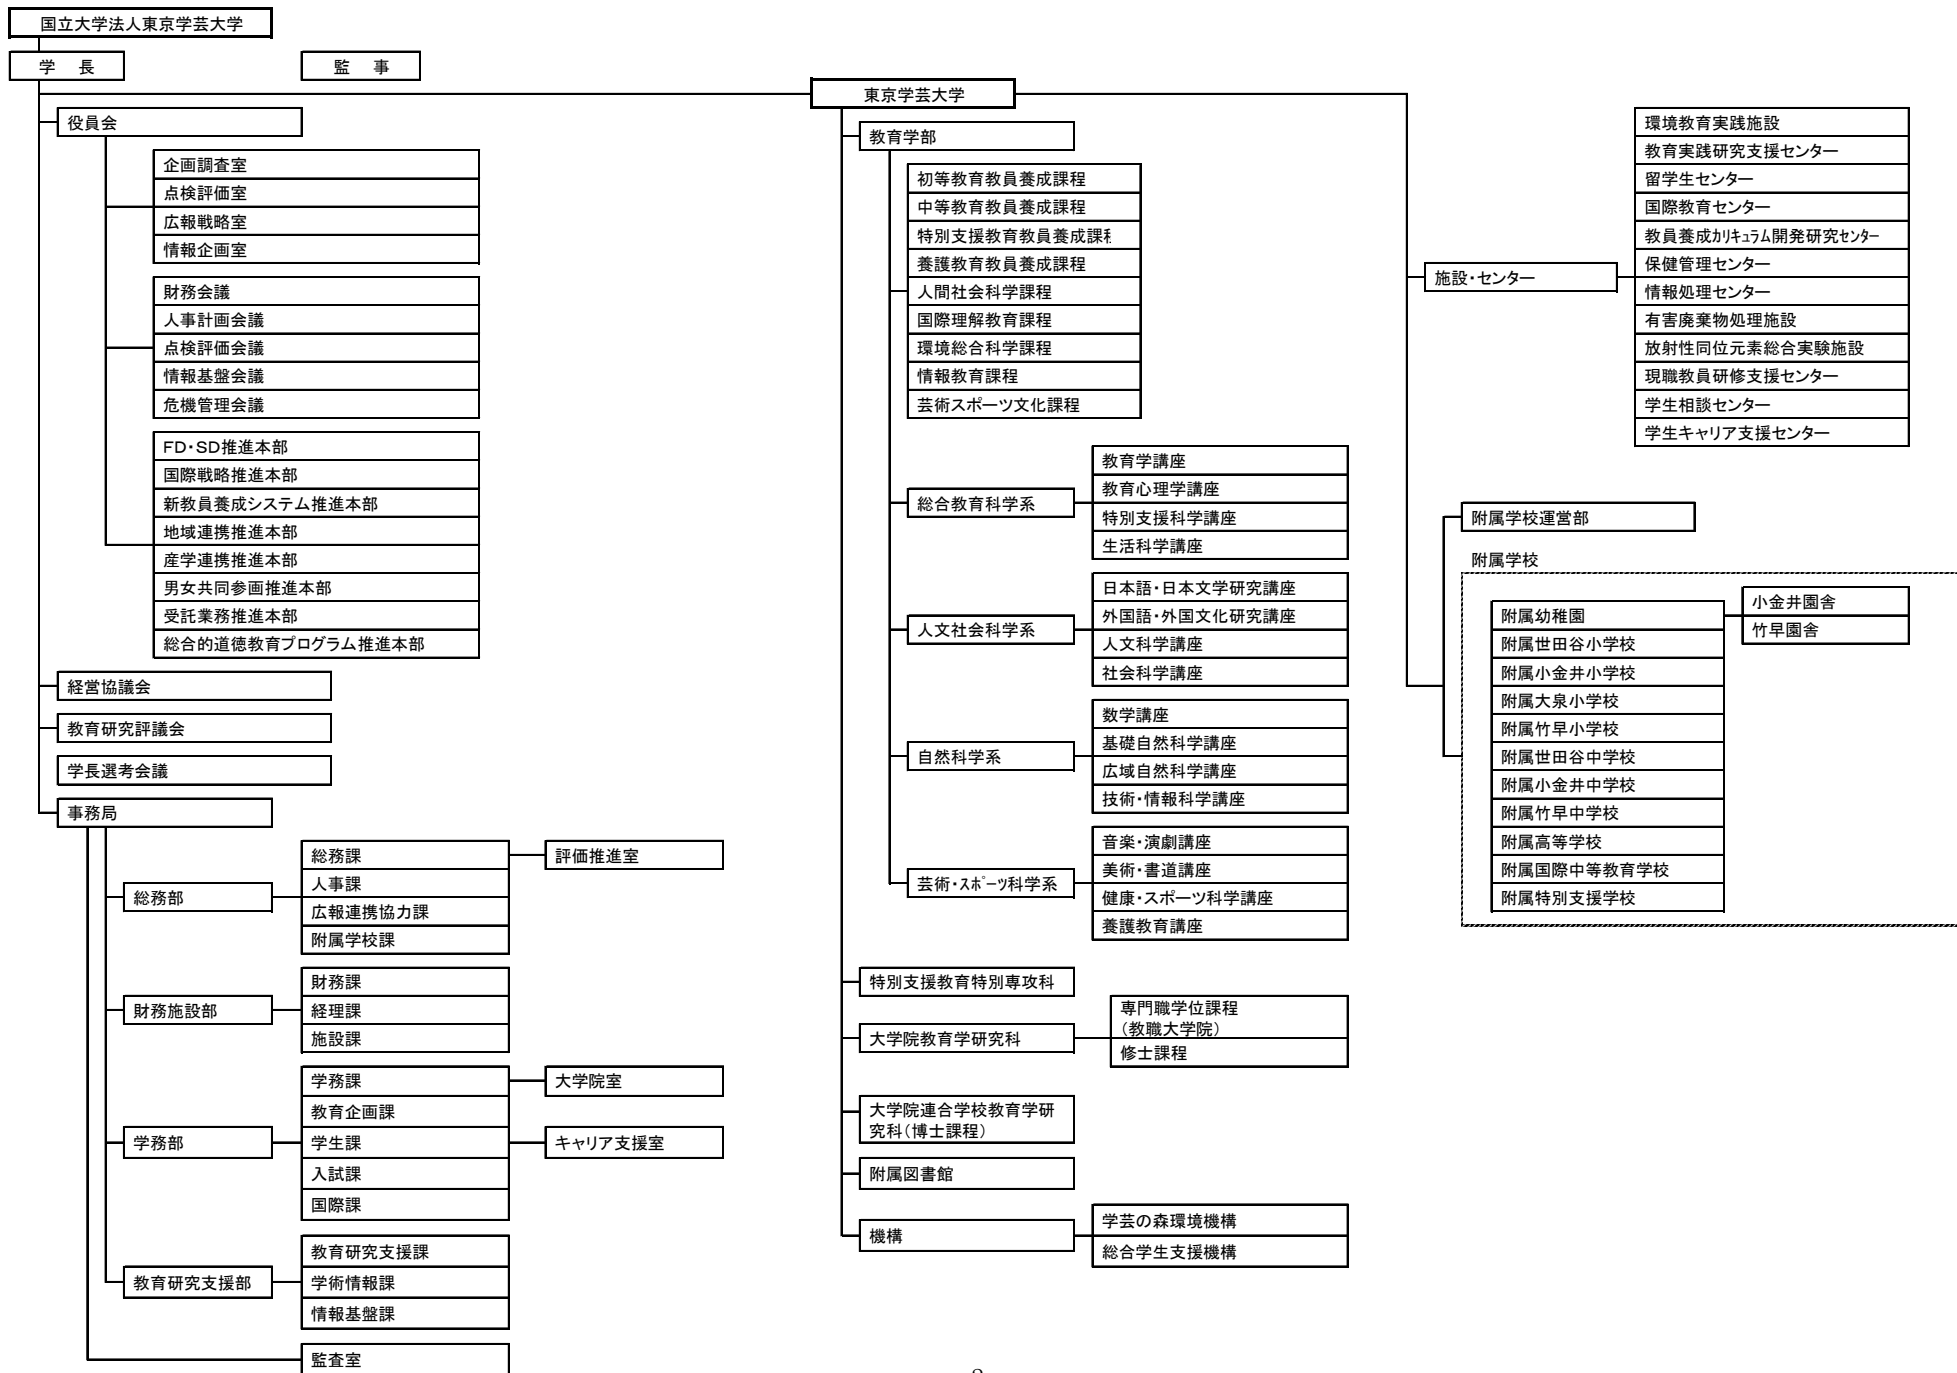 国立大学法人東京学芸大学
学 長
監 事
役員会
企画調査室
点検評価室
広報戦略室
情報企画室
財務会議
人事計画会議
点検評価会議
情報基盤会議
危機管理会議
FD・SD推進本部
国際戦略推進本部
新教員養成システム推進本部
地域連携推進本部
産学連携推進本部
男女共同参画推進本部
受託業務推進本部
総合的道徳教育プログラム推進本部
経営協議会
教育研究評議会
学長選考会議
事務局
総務部
総務課
評価推進室
人事課
広報連携協力課
附属学校課
財務施設部
財務課
経理課
施設課
学務部
学務課
大学院室
教育企画課
学生課
キャリア支援室
入試課
国際課
教育研究支援部
教育研究支援課
学術情報課
情報基盤課
監査室
東京学芸大学
教育学部
初等教育教員養成課程
中等教育教員養成課程
特別支援教育教員養成課程
養護教育教員養成課程
人間社会科学課程
国際理解教育課程
環境総合科学課程
情報教育課程
芸術スポーツ文化課程
総合教育科学系
教育学講座
教育心理学講座
特別支援科学講座
生活科学講座
人文社会科学系
日本語・日本文学研究講座
外国語・外国文化研究講座
人文科学講座
社会科学講座
自然科学系
数学講座
基礎自然科学講座
広域自然科学講座
技術・情報科学講座
芸術・ｽﾎﾟｰﾂ科学系
音楽・演劇講座
美術・書道講座
健康・スポーツ科学講座
養護教育講座
特別支援教育特別専攻科
大学院教育学研究科
専門職学位課程
（教職大学院）
修士課程
大学院連合学校教育学研
究科（博士課程）
附属図書館
機構
学芸の森環境機構
総合学生支援機構
施設・センター
環境教育実践施設
教育実践研究支援センター
留学生センター
国際教育センター
教員養成ｶﾘｷｭﾗﾑ開発研究ｾﾝﾀｰ
保健管理センター
情報処理センター
有害廃棄物処理施設
放射性同位元素総合実験施設
現職教員研修支援センター
学生相談センター
学生キャリア支援センター
附属学校運営部
附属学校
附属幼稚園
小金井園舎
竹早園舎
附属世田谷小学校
附属小金井小学校
附属大泉小学校
附属竹早小学校
附属世田谷中学校
附属小金井中学校
附属竹早中学校
附属高等学校
附属国際中等教育学校
附属特別支援学校